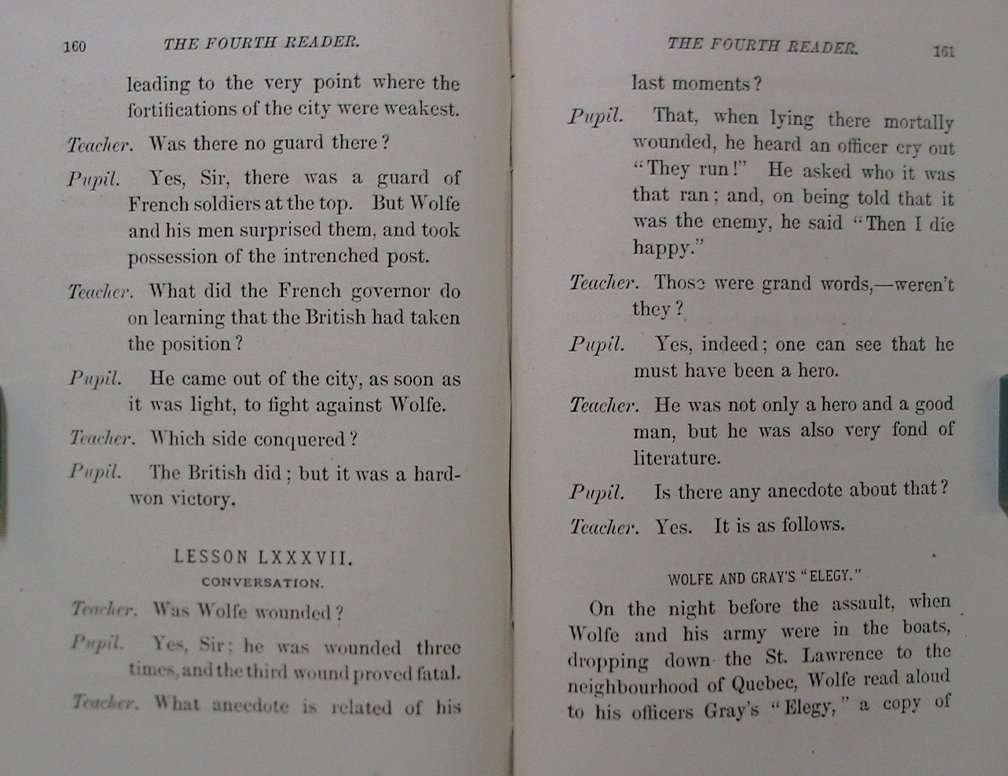 160
THE FOURTH READER.
leading to the very point where the
fortifications of the city were weakest.
Teacher. Was there no guard there?
Pupil. Yes, Sir, there was a guard of
French soldiers at the top. But Wolfe
and his men surprised them, and took
possession of the intrenched post.
Teacher. What did the French governor do
on learning that the British had taken
the position?
Pupil. He came out of the city, as soon as
it was light, to fight against Wolfe.
Teacher. Which side conquered?
Pupil. The British did; but it was a hard-
won victory.
LESSON LXXXVII.
CONVERSATION.
Teacher. Was Wolfe wounded?
Pupil. Yes, Sir; he was wounded three
times, and the third wound proved fatal.
Teacher. What anecdote is related of his
THE FOURTH READER.
161
last moments?
Pupil. That, when lying there mortally
wounded, he heard an officer cry out
"They run!" He asked who it was
that ran; and, on being told that it
was the enemy, he said "Then I die
happy."
Teacher. Those were grand words,—weren't
they?
Pupil. Yes, indeed; one can see that he
must have been a hero.
Teacher. He was not only a hero and a good
man, but he was also very fond of
literature.
Pupil. Is there any anecdote about that?
Teacher. Yes. It is as follows.
WOLFE AND GRAY'S "ELEGY."
On the night before the assault, when
Wolfe and his army were in the boats,
dropping down the St. Lawrence to the
neighbourhood of Quebec, Wolfe read aloud
to his officers Gray's "Elegy," a copy of